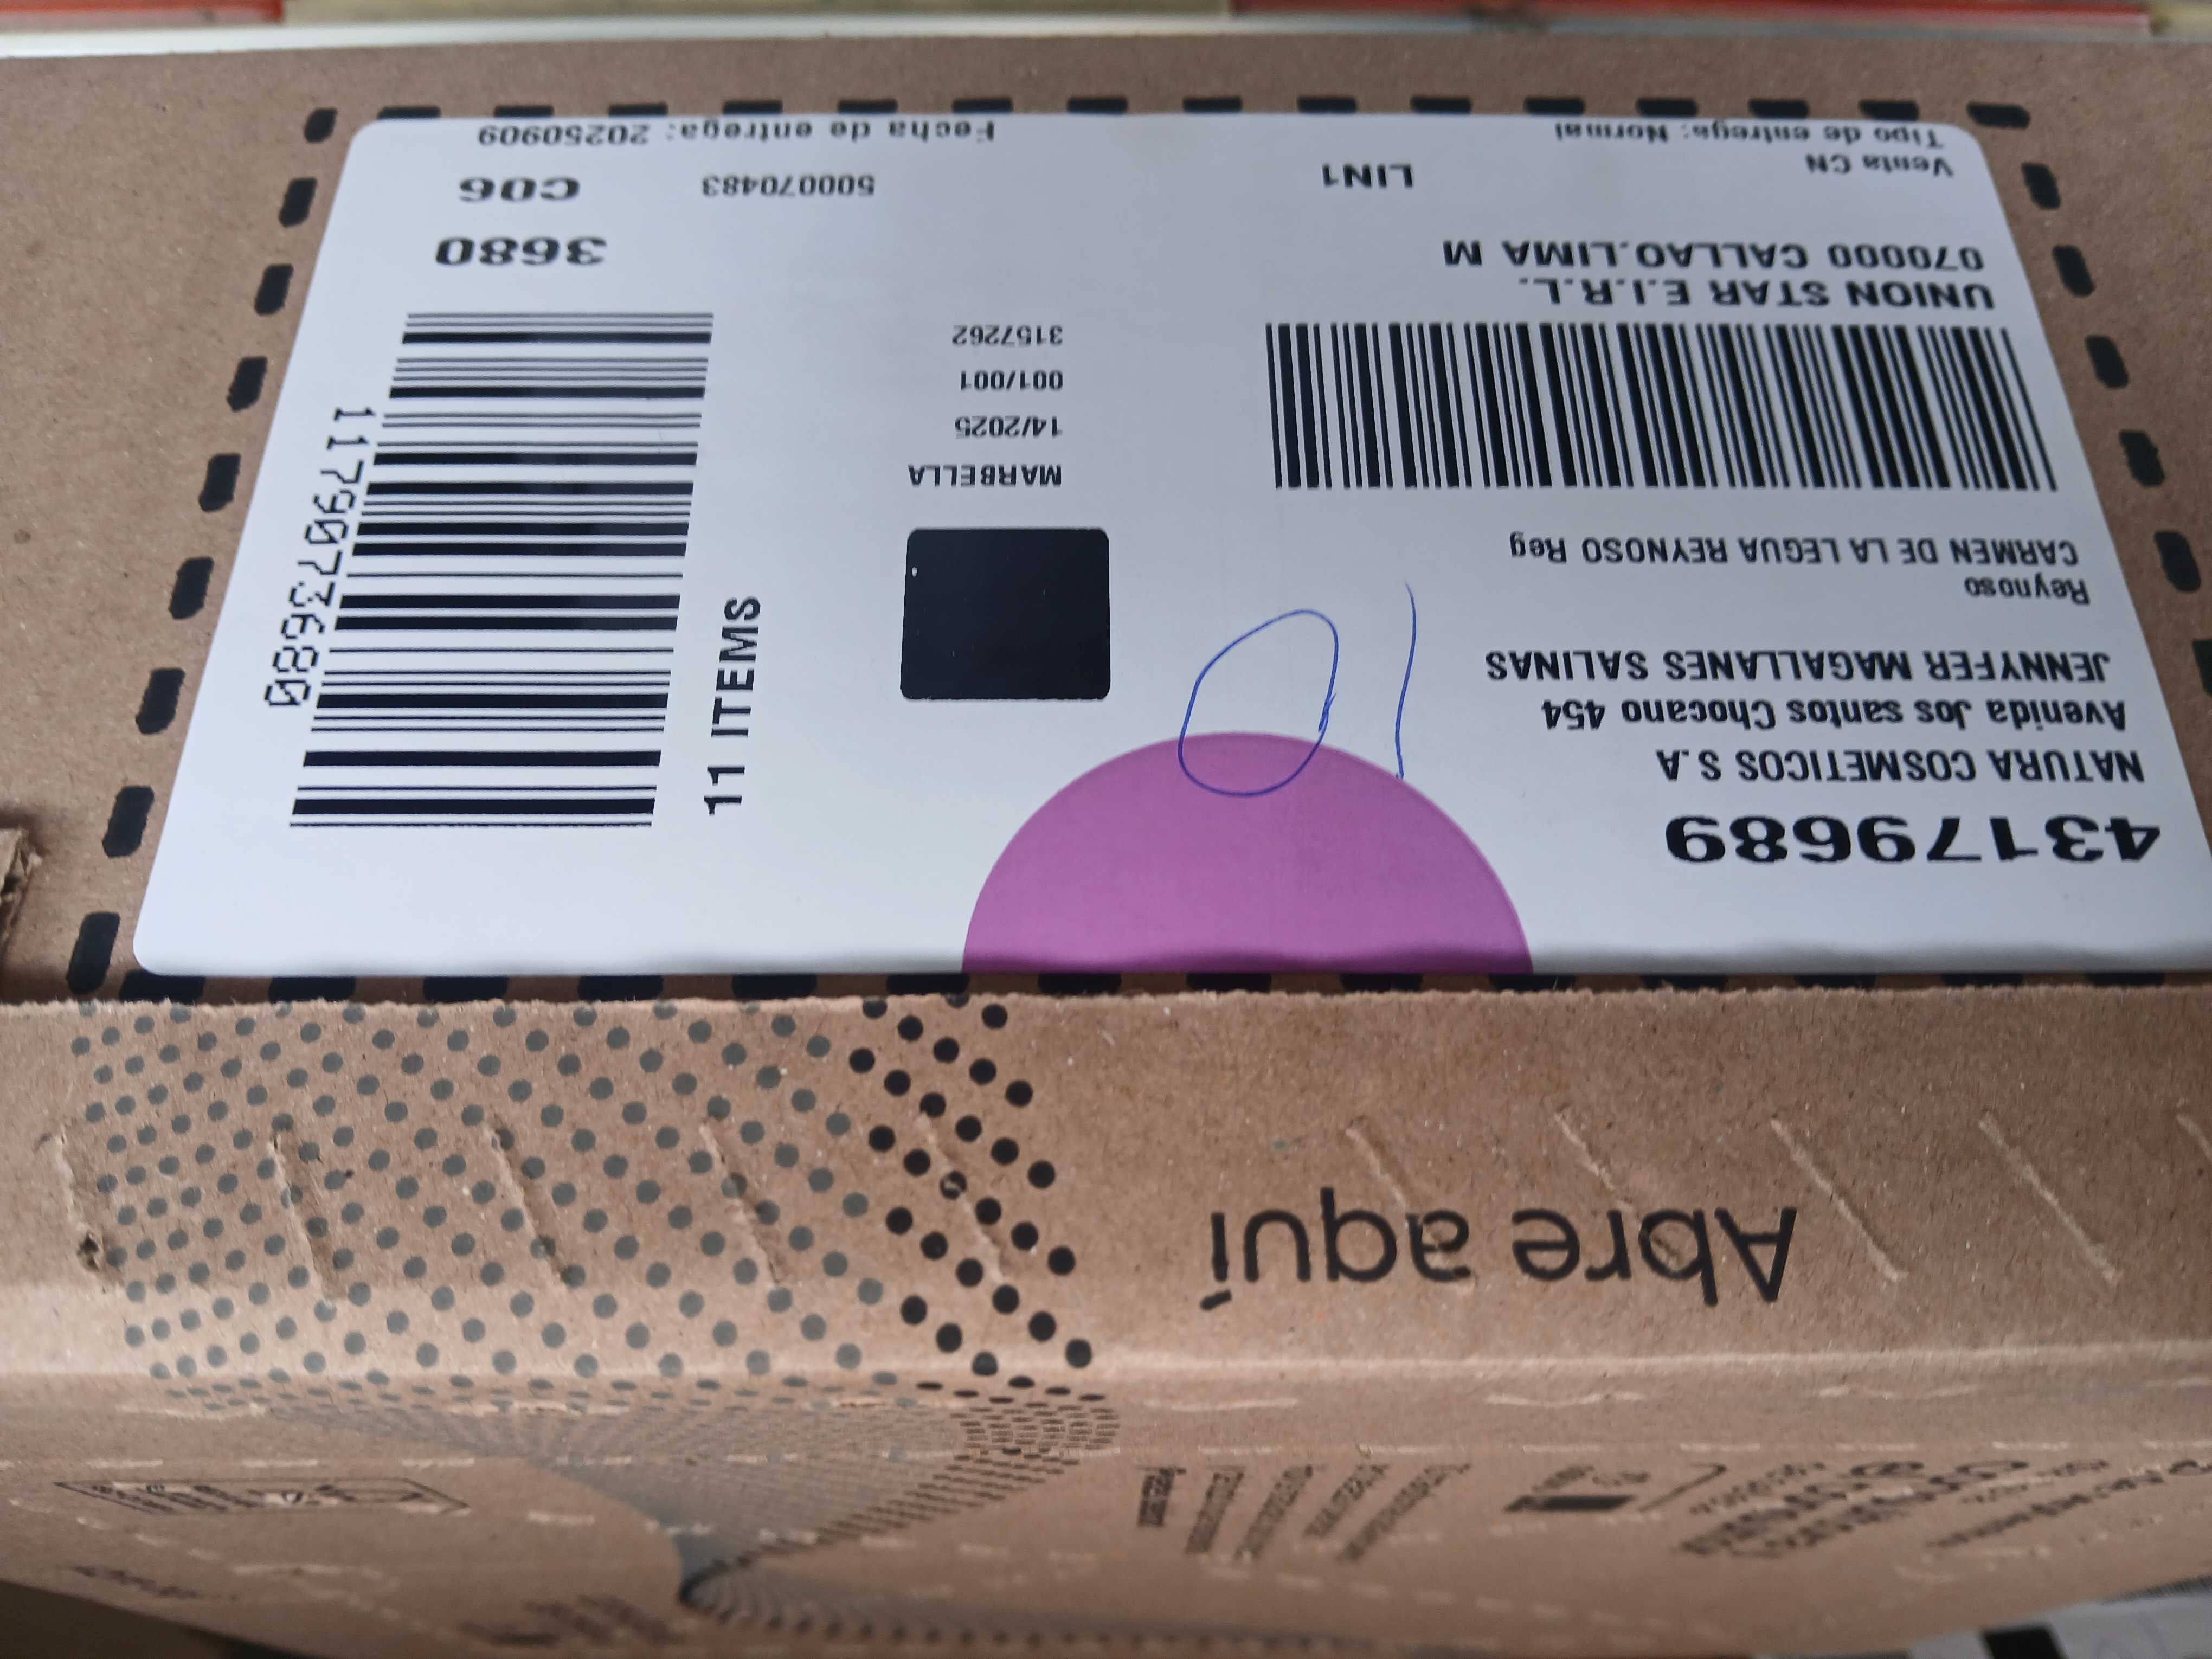 43179689
NATURA COSMETICOS S.A
Avenida Jos santos Chocano 454
JENNYFER MAGALLANES SALINAS
Reynoso
CARMEN DE LA LEGUA REYNOSO Reg
UNION STAR E.I.R.L.
070000 CALLAO.LIMA M
Venta CN
LIN1
Tipo de entrega: Normal
10
MARBELLA
14/2025
001/001
3157262
500070483
Fecha de entrega: 20250909
11 ITEMS
1179073680
3680
C06
Abre aquí